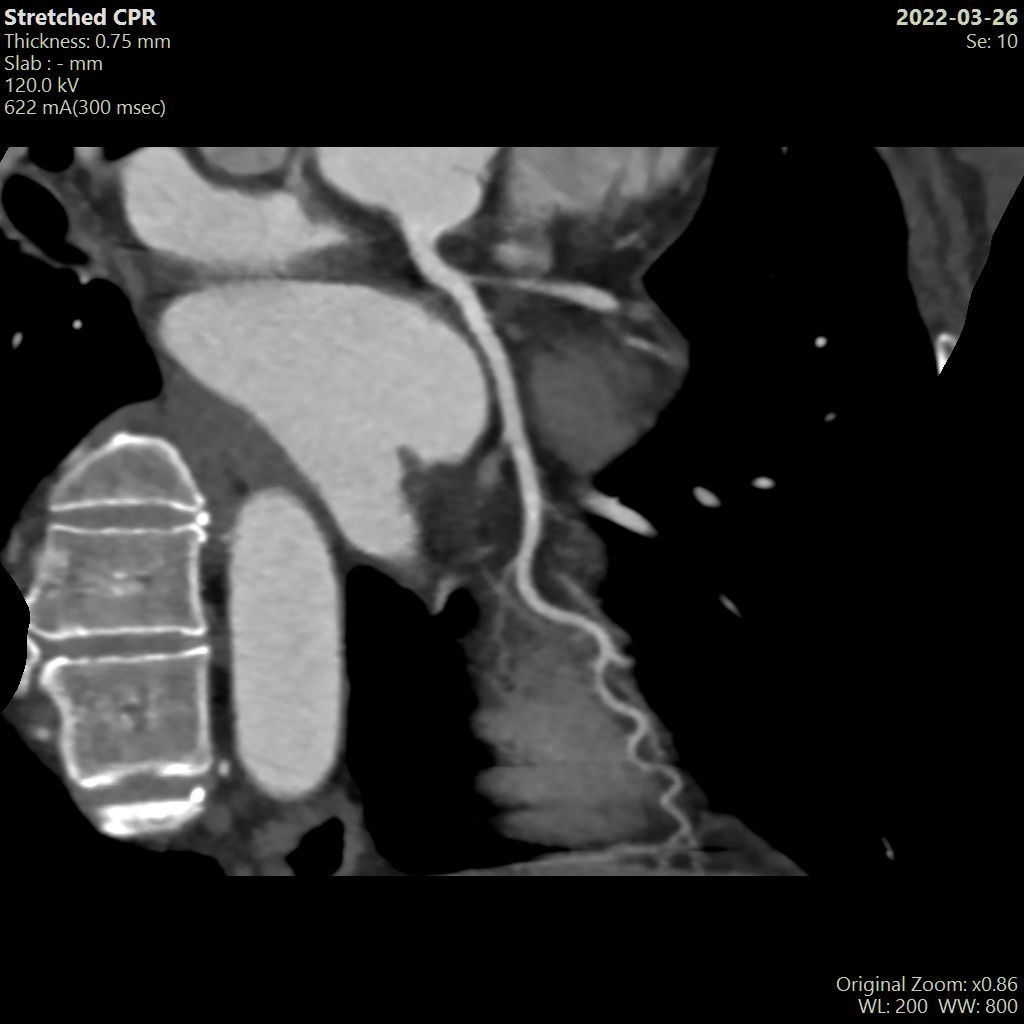 Stretched CPR
Thickness: 0.75 mm
Slab : - mm
120.0 kV
622 mA(300 msec)
2022-03-26
Se: 10
Original Zoom: x0.86
WL: 200 WW: 800